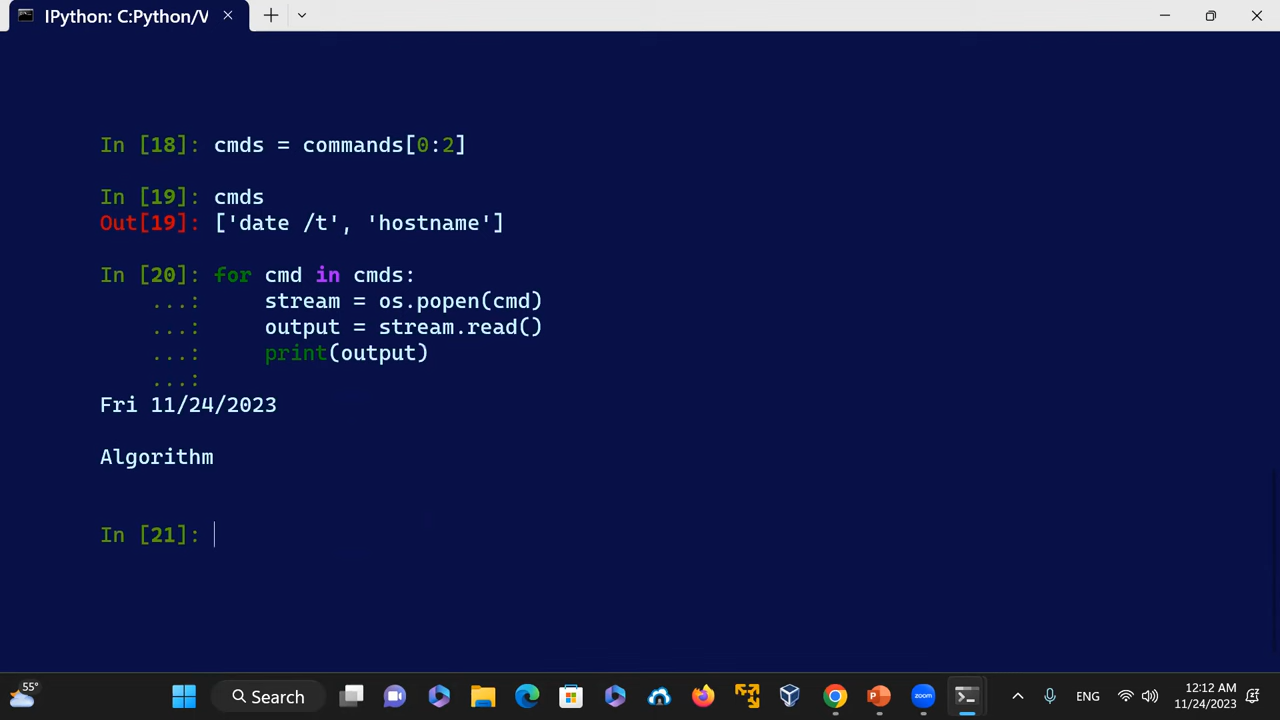 IPython: C:Python/V
In [18]: cmds = commands[0:2]
In [19]: cmds
Out[19]: ['date /t', 'hostname']
In [20]: for cmd in cmds:
...: stream = os.popen(cmd)
...: output = stream.read()
...: print(output)
...:
Fri 11/24/2023
Algorithm
In [21]:
55°
Search
zoom
ENG
12:12 AM
11/24/2023